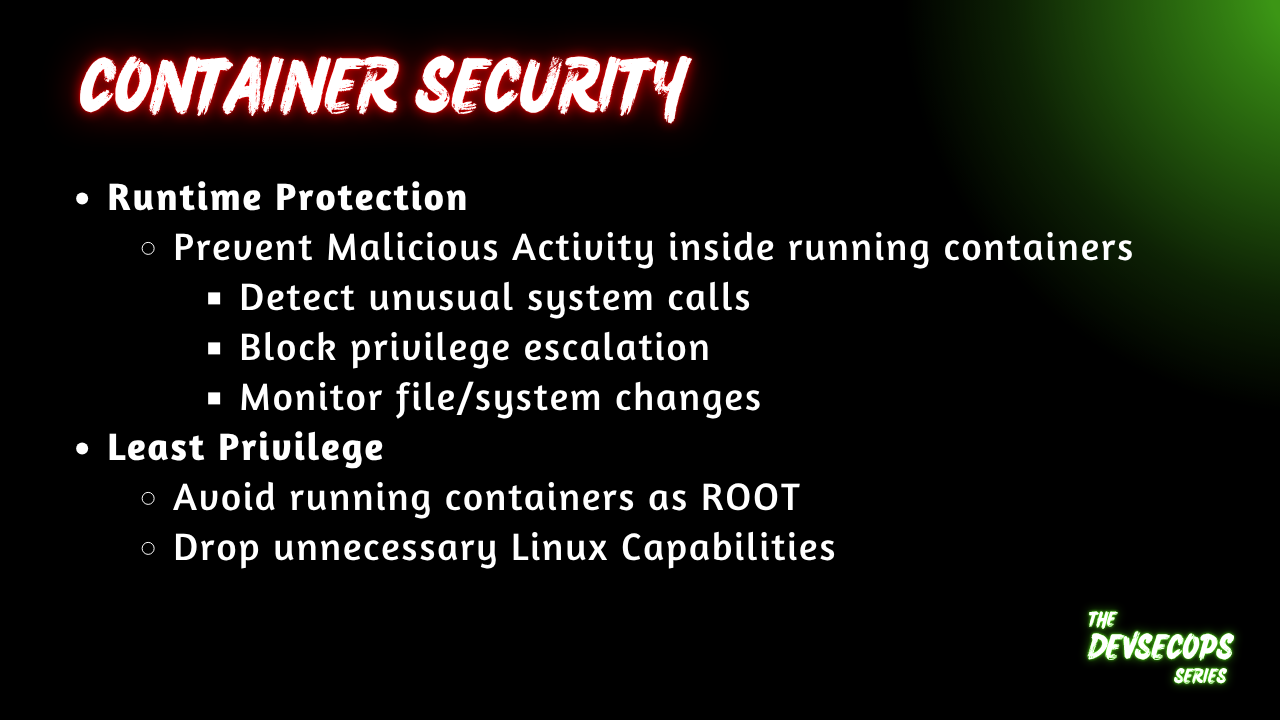 CONTAINER SECURITY
Runtime Protection
Prevent Malicious Activity inside running containers
Detect unusual system calls
Block privilege escalation
Monitor file/system changes
Least Privilege
Avoid running containers as ROOT
Drop unnecessary Linux Capabilities
THE
DEVSECOPS
SERIES